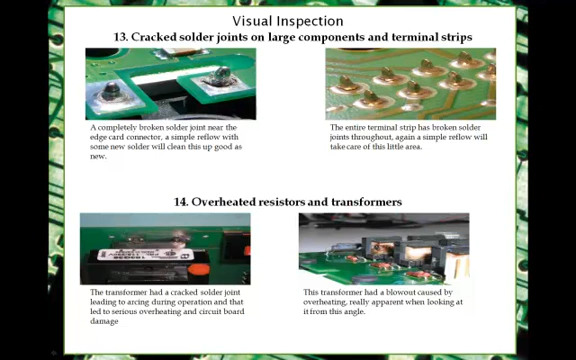 Visual Inspection
13. Cracked solder joints on large components and terminal strips
A completely broken solder joint near the
edge card connector, a simple reflow with
some new solder will clean this up good as
new.
The entire terminal strip has broken solder
joints throughout, again a simple reflow will
take care of this little area.
14. Overheated resistors and transformers
The transformer had a cracked solder joint
leading to arcing during operation and that
led to serious overheating and circuit board
damage
This transformer had a blowout caused by
overheating, really apparent when looking at
it from this angle.